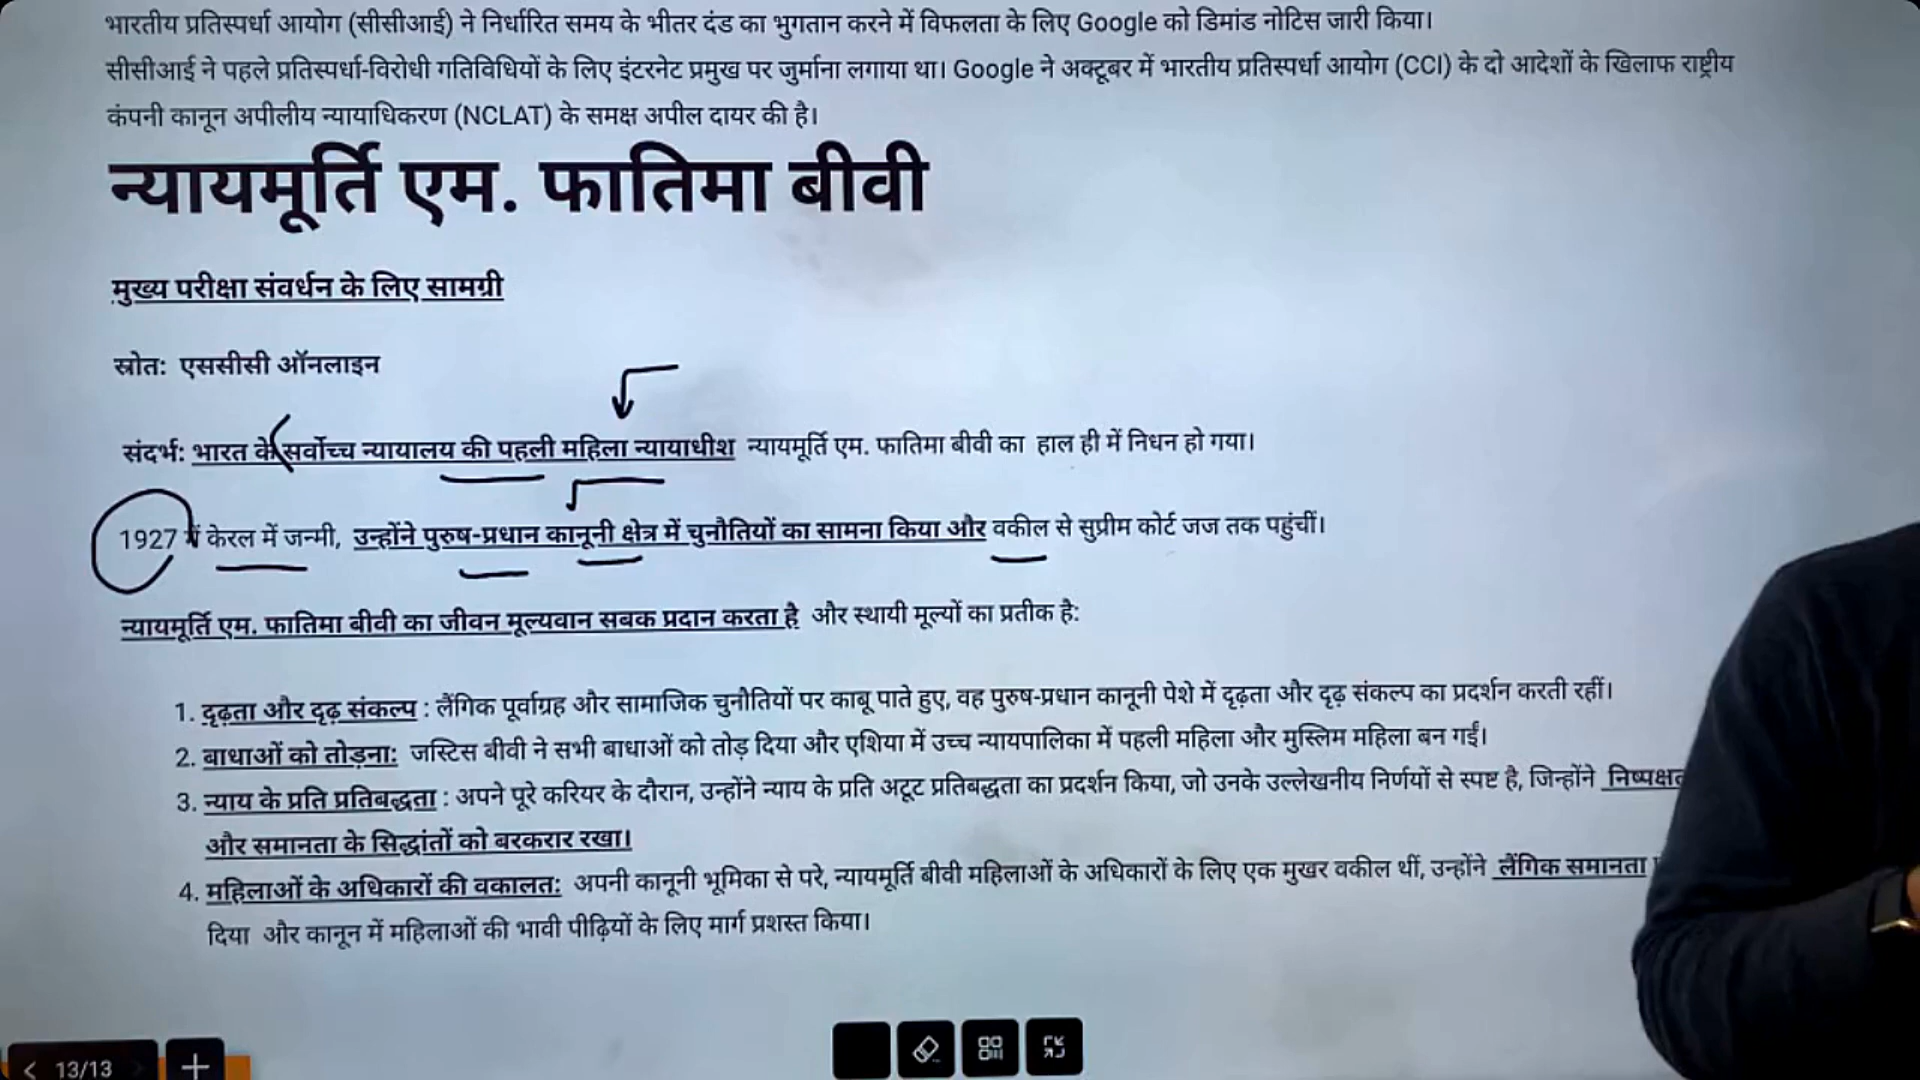 भारतीय प्रतिस्पर्धा आयोग (सीसीआई) ने निर्धारित समय के भीतर दंड का भुगतान करने में विफलता के लिए Google को डिमांड नोटिस जारी किया।
सीसीआई ने पहले प्रतिस्पर्धा-विरोधी गतिविधियों के लिए इंटरनेट प्रमुख पर जुर्माना लगाया था। Google ने अक्टूबर में भारतीय प्रतिस्पर्धा आयोग (CCI) के दो आदेशों के खिलाफ राष्ट्रीय
कंपनी कानून अपीलीय न्यायाधिकरण (NCLAT) के समक्ष अपील दायर की है।
न्यायमूर्ति एम. फातिमा बीवी
मुख्य परीक्षा संवर्धन के लिए सामग्री
स्रोत: एससीसी ऑनलाइन
संदर्भ: भारत के सर्वोच्च न्यायालय की पहली महिला न्यायाधीश न्यायमूर्ति एम. फातिमा बीवी का हाल ही में निधन हो गया।
1927 में केरल में जन्मी, उन्होंने पुरुष-प्रधान कानूनी क्षेत्र में चुनौतियों का सामना किया और वकील से सुप्रीम कोर्ट जज तक पहुंचीं।
न्यायमूर्ति एम. फातिमा बीवी का जीवन मूल्यवान सबक प्रदान करता है और स्थायी मूल्यों का प्रतीक है:
1. दृढ़ता और दृढ़ संकल्प : लैंगिक पूर्वाग्रह और सामाजिक चुनौतियों पर काबू पाते हुए, वह पुरुष-प्रधान कानूनी पेशे में दृढ़ता और दृढ़ संकल्प का प्रदर्शन करती रहीं।
2. बाधाओं को तोड़ना: जस्टिस बीवी ने सभी बाधाओं को तोड़ दिया और एशिया में उच्च न्यायपालिका में पहली महिला और मुस्लिम महिला बन गईं।
3. न्याय के प्रति प्रतिबद्धता : अपने पूरे करियर के दौरान, उन्होंने न्याय के प्रति अटूट प्रतिबद्धता का प्रदर्शन किया, जो उनके उल्लेखनीय निर्णयों से स्पष्ट है, जिन्होंने
और समानता के सिद्धांतों को बरकरार रखा।
4. महिलाओं के अधिकारों की वकालत: अपनी कानूनी भूमिका से परे, न्यायमूर्ति बीवी महिलाओं के अधिकारों के लिए एक मुखर वकील थीं, उन्होंने लैंगिक समानता
दिया और कानून में महिलाओं की भावी पीढ़ियों के लिए मार्ग प्रशस्त किया।
< 13/13 +